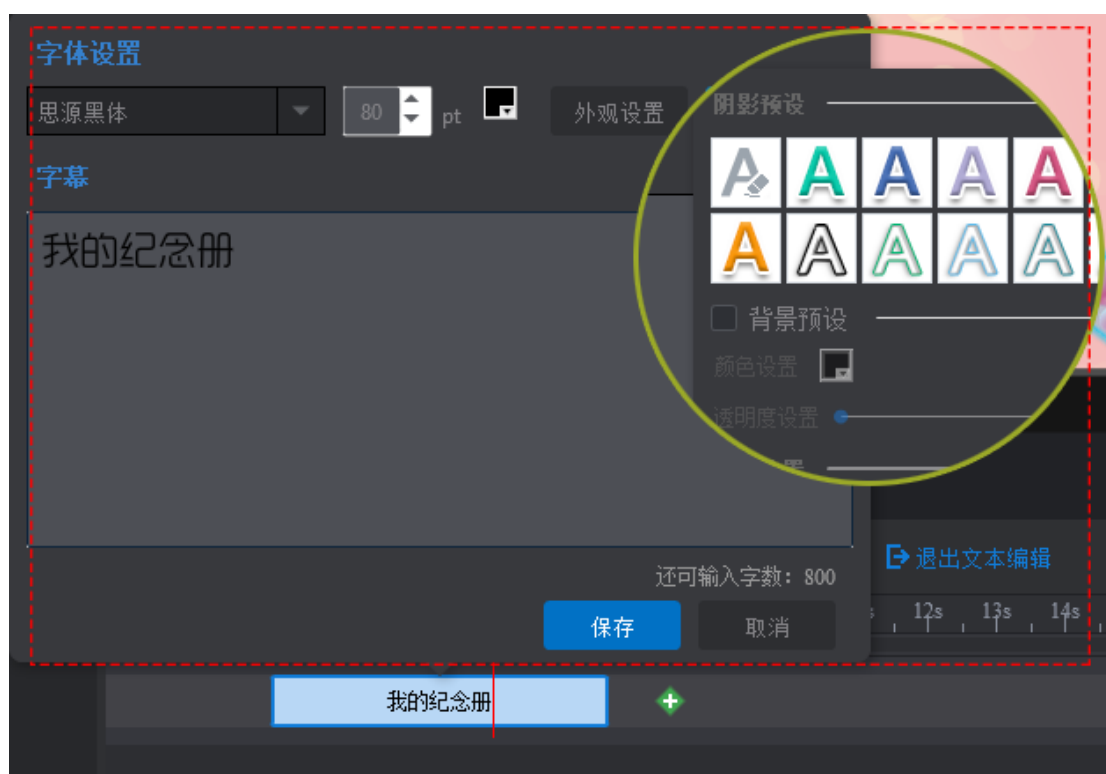 字体设置
思源黑体
80
pt
外观设置
阴影预设
字幕
A A A A A
A A A A A
我的纪念册
背景预设
颜色设置
透明度设置
置
退出文本编辑
还可输入字数：800
保存
取消
s 12s 13s 14s
我的纪念册